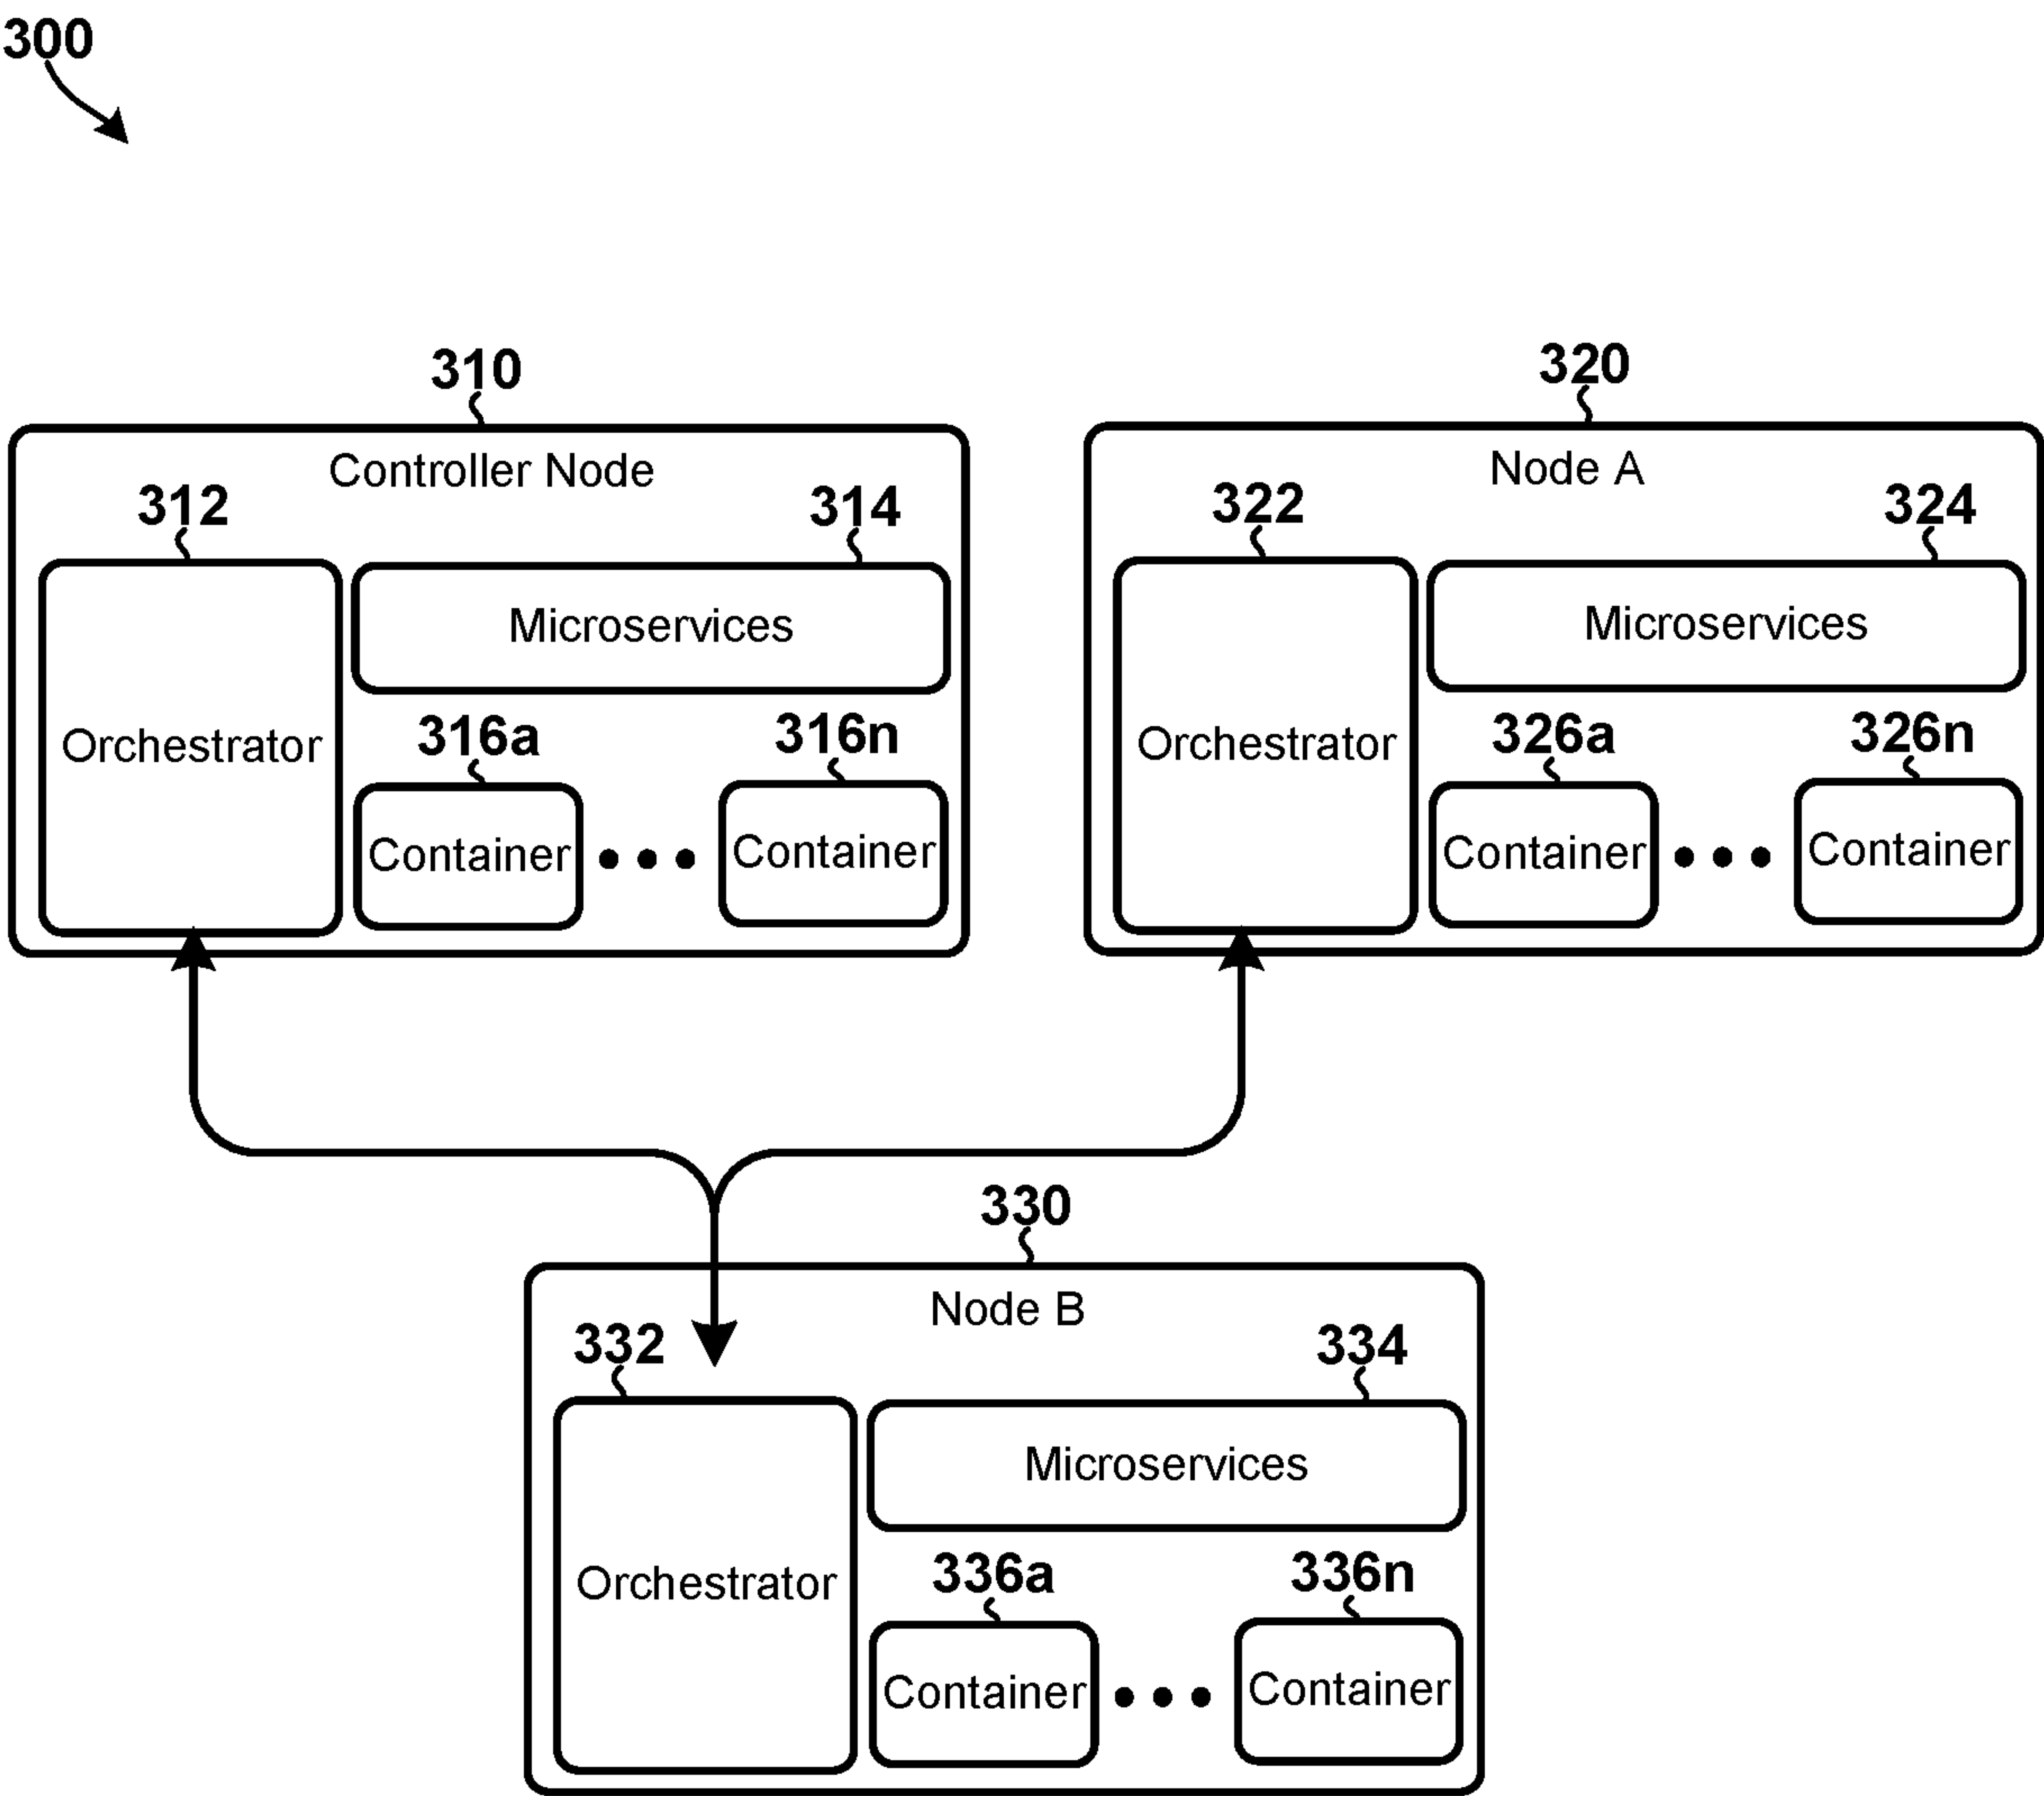 300
310
Controller Node
312
314
Orchestrator
Microservices
316a
316n
Container
Container
320
Node A
322
324
Orchestrator
Microservices
326a
326n
Container
Container
330
Node B
332
334
Orchestrator
Microservices
336a
336n
Container
Container